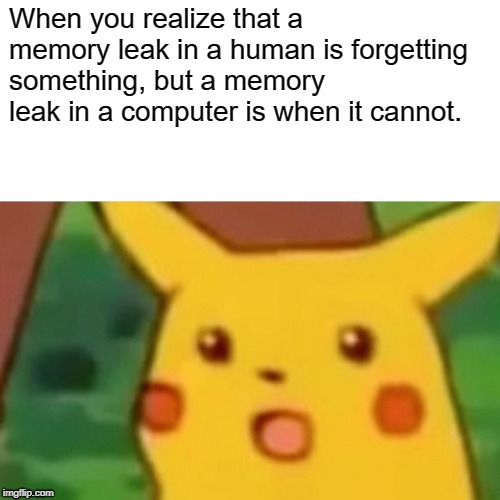 When you realize that a
memory leak in a human is forgetting
something, but a memory
leak in a computer is when it cannot.
imgflip.com